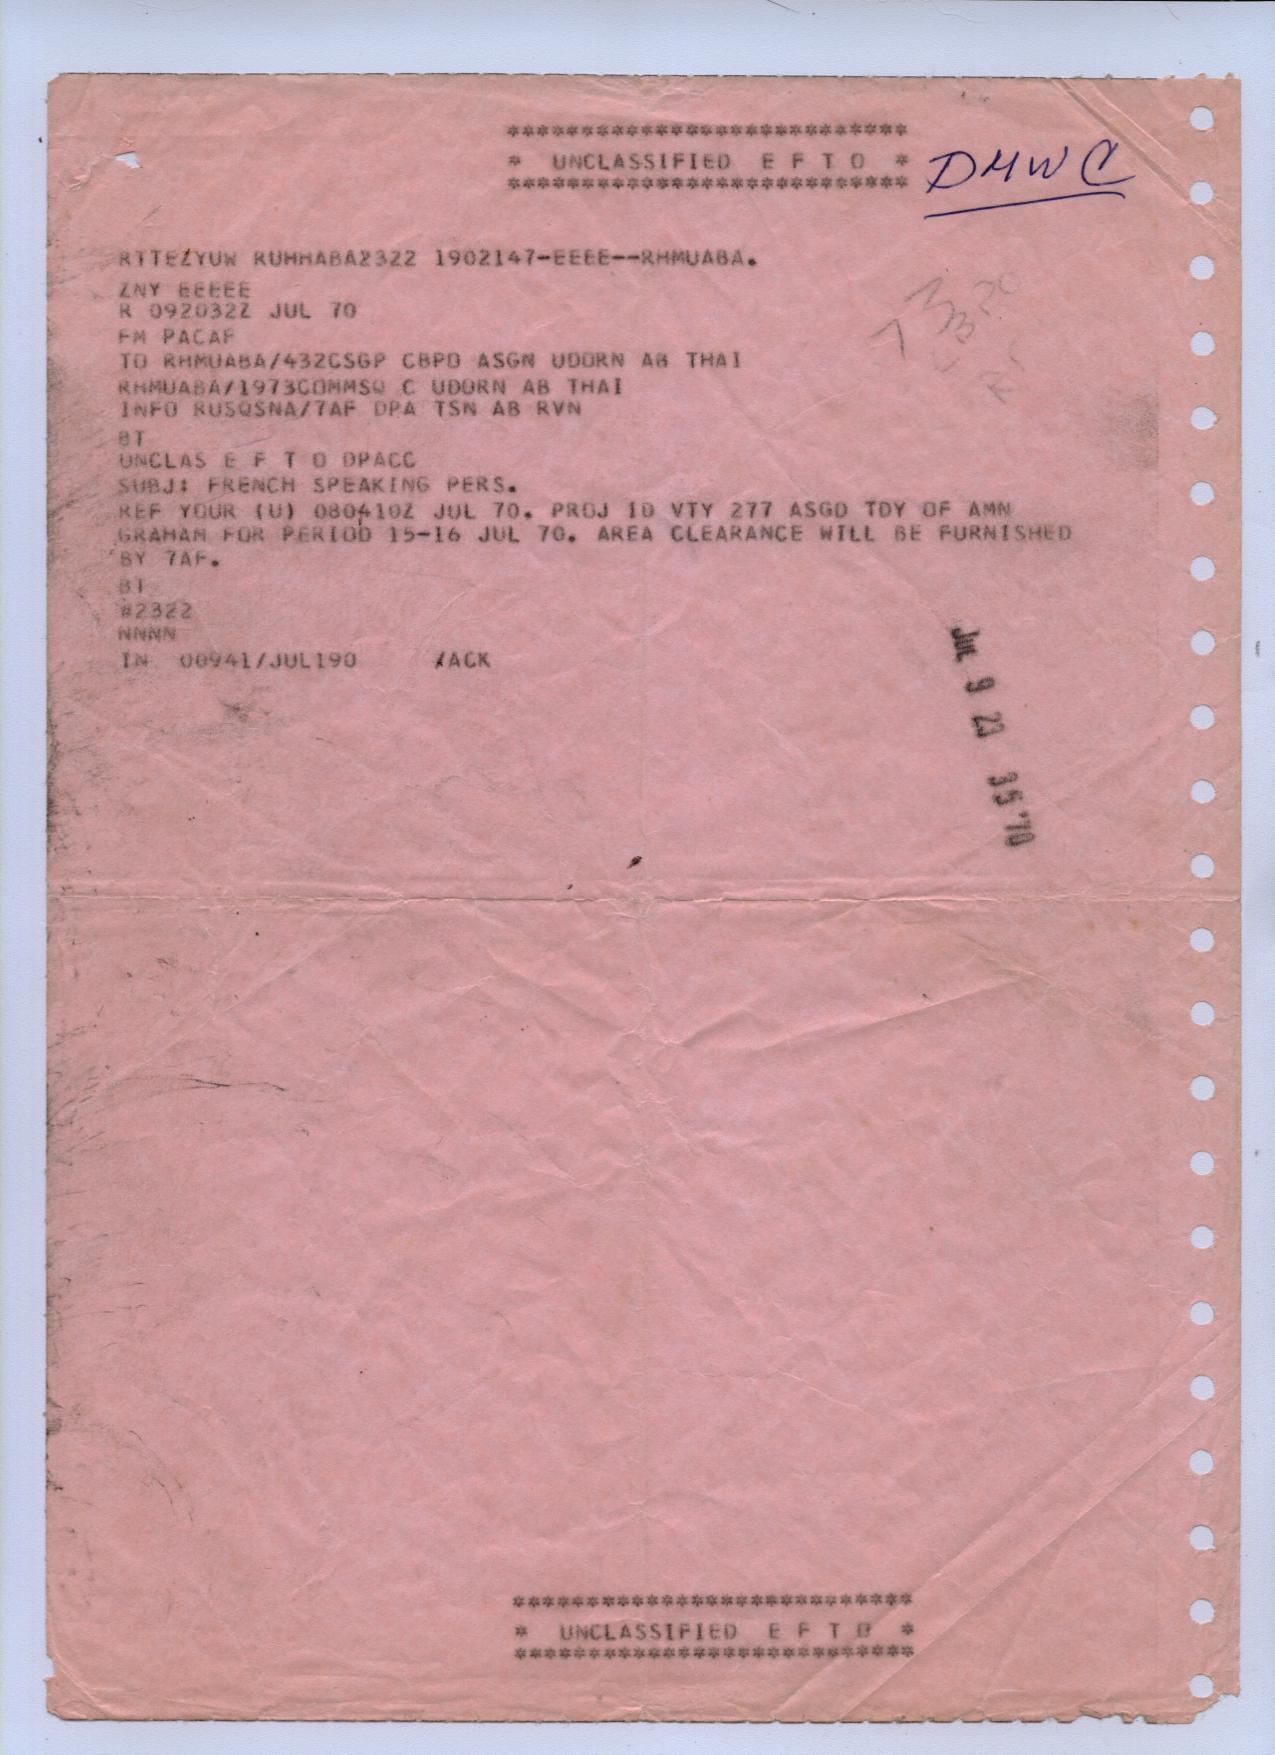 ***************************
* UNCLASSIFIED E F T O *
***************************
DMWC
RTTEZYUW RUHHABA2322 1902147-EEEE--RHMUABA.
ZNY EEEEE
R 092032Z JUL 70
FM PACAF
TO RHMUABA/432CSGP CBPO ASGN UDORN AB THAI
RHMUABA/1973COMMSQ C UDORN AB THAI
INFO RUSQSNA/7AF DPA TSN AB RVN
BT
UNCLAS E F T O DPACC
SUBJ: FRENCH SPEAKING PERS.
REF YOUR (U) 080410Z JUL 70. PROJ ID VTY 277 ASGD TDY OF AMN
GRAHAM FOR PERIOD 15-16 JUL 70. AREA CLEARANCE WILL BE FURNISHED
BY 7AF.
BT
#2322
NNNN
IN 00941/JUL190 /ACK
JUL 9 23 35 '70
***************************
* UNCLASSIFIED E F T O *
***************************